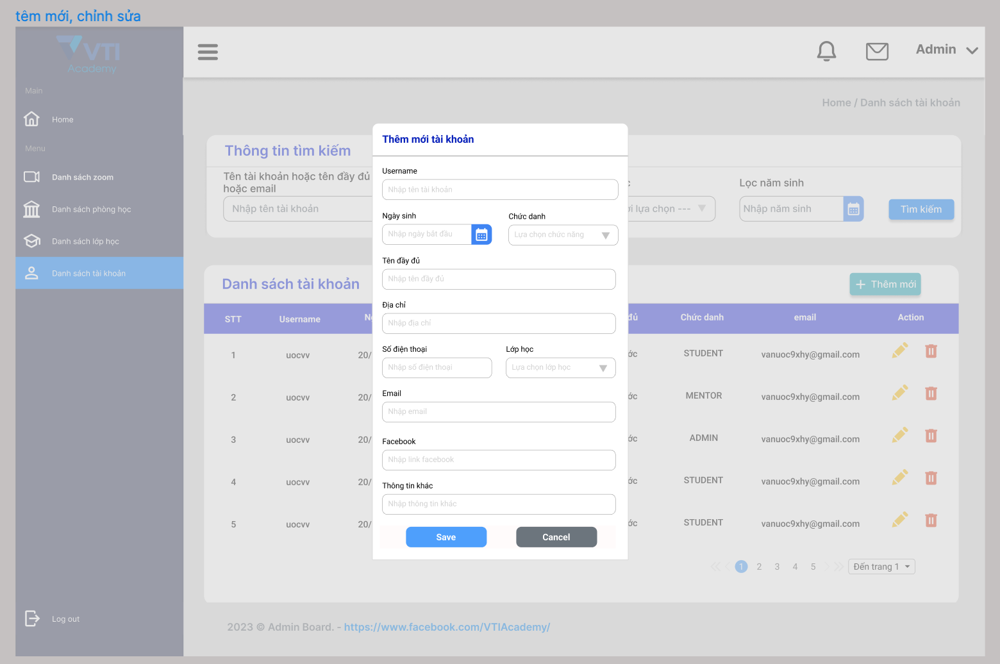 têm mới, chỉnh sửa
VTI
Academy
Admin
Main
Home
Menu
Danh sách zoom
Danh sách phòng học
Danh sách lớp học
Danh sách tài khoản
Log out
Home / Danh sách tài khoản
Thông tin tìm kiếm
Tên tài khoản hoặc tên đầy đủ
hoặc email
Nhập tên tài khoản
lựa chọn ---
Lọc năm sinh
Nhập năm sinh
Tìm kiếm
Danh sách tài khoản
Thêm mới
STT Username Chức danh email Action
1 uocvv 20/ STUDENT vanuoc9xhy@gmail.com
2 uocvv 20/ MENTOR vanuoc9xhy@gmail.com
3 uocvv 20/ ADMIN vanuoc9xhy@gmail.com
4 uocvv 20/ STUDENT vanuoc9xhy@gmail.com
5 uocvv 20/ STUDENT vanuoc9xhy@gmail.com
1 2 3 4 5 Đến trang 1
2023 © Admin Board. - https://www.facebook.com/VTIAcademy/
Thêm mới tài khoản
Username
Nhập tên tài khoản
Ngày sinh Chức danh
Nhập ngày bắt đầu Lựa chọn chức năng
Tên đầy đủ
Nhập tên đầy đủ
Địa chỉ
Nhập địa chỉ
Số điện thoại Lớp học
Nhập số điện thoại Lựa chọn lớp học
Email
Nhập email
Facebook
Nhập link facebook
Thông tin khác
Nhập thông tin khác
Save Cancel